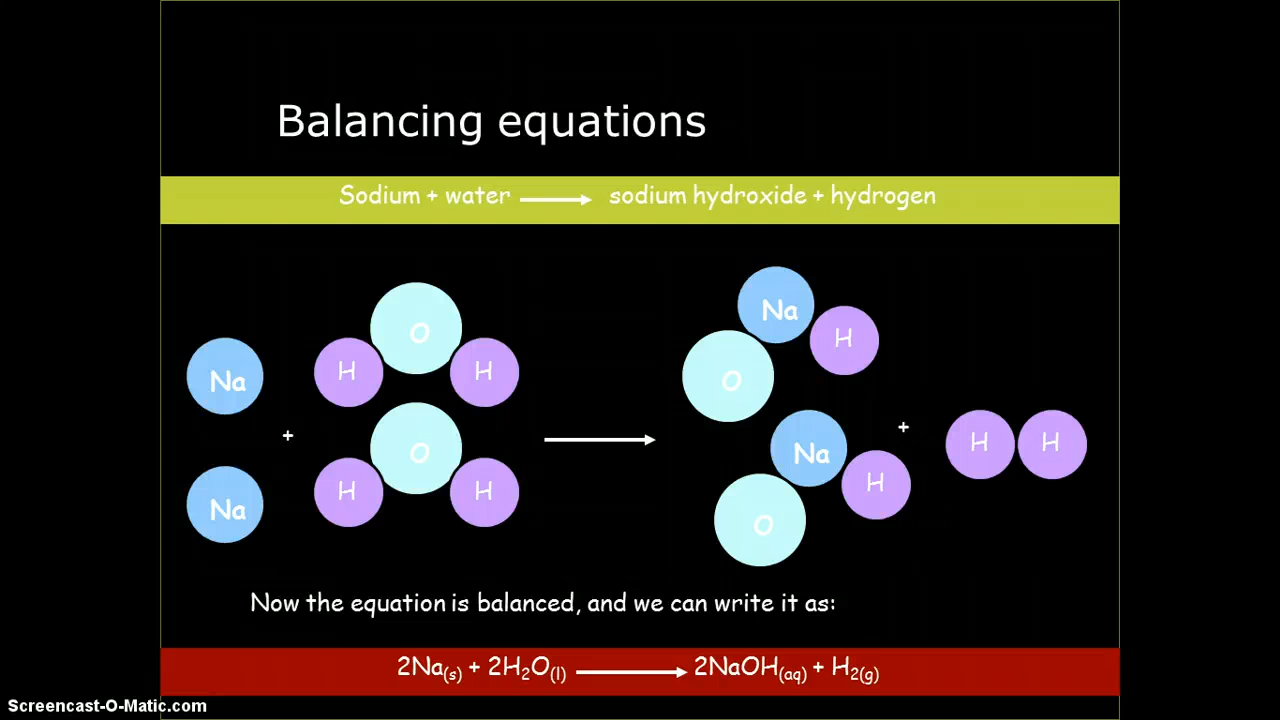 Balancing equations
Sodium + water ⟶ sodium hydroxide + hydrogen
Na
H
O
H
Na
H
O
H
+
Na
H
O
Na
H
O
+
H H
Now the equation is balanced, and we can write it as:
2Na(s) + 2H₂O(l) ⟶ 2NaOH(aq) + H₂(g)
Screencast-O-Matic.com